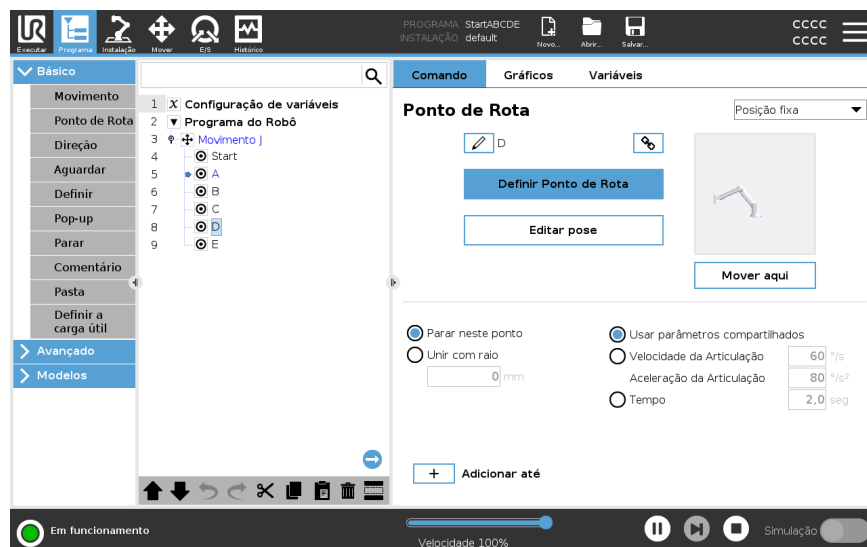 PROGRAMA StartABCDE
INSTALAÇÃO default
CCCC
CCCC
Executar Programa Instalação Mover E/S Histórico Novo... Abrir... Salvar...
Básico
Movimento
Ponto de Rota
Direção
Aguardar
Definir
Pop-up
Parar
Comentário
Pasta
Definir a
carga útil
Avançado
Modelos
1 X Configuração de variáveis
2 Programa do Robô
3 Movimento J
4 Start
5 A
6 B
7 C
8 D
9 E
Comando Gráficos Variáveis
Ponto de Rota
Posição fixa
D
Definir Ponto de Rota
Editar pose
Mover aqui
Parar neste ponto
Unir com raio
0 mm
Usar parâmetros compartilhados
Velocidade da Articulação 60 °/s
Aceleração da Articulação 80 °/s²
Tempo 2,0 seg
+ Adicionar até
Em funcionamento
Velocidade 100%
Simulação